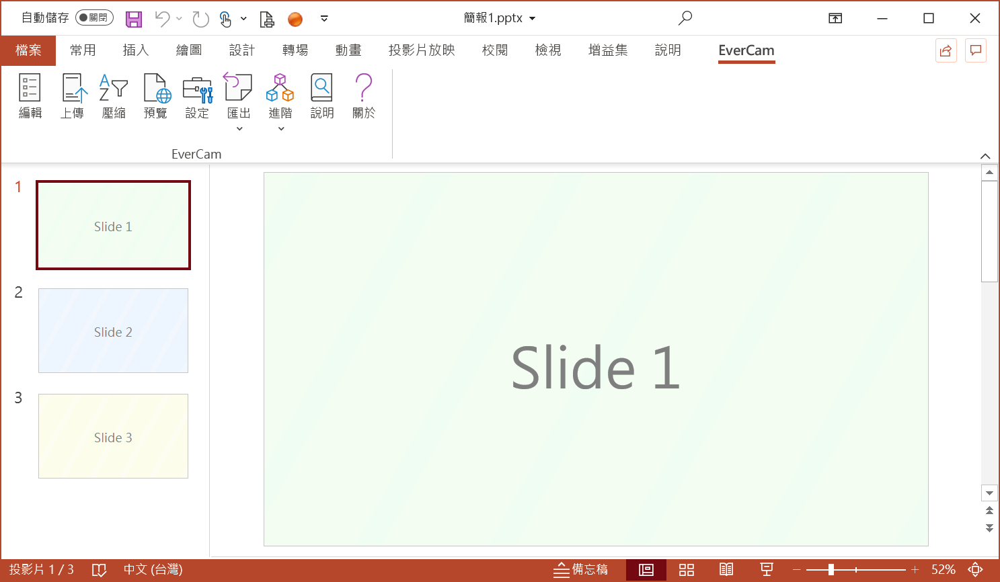 自動儲存 關閉 簡報1.pptx
檔案 常用 插入 繪圖 設計 轉場 動畫 投影片放映 校閱 檢視 增益集 說明 EverCam
A
Z
編輯 上傳 壓縮 預覽 設定 匯出 進階 說明 關於
EverCam
1
Slide 1
2
Slide 2
3
Slide 3
Slide 1
投影片 1 / 3 中文 (台灣) 備忘稿 52%